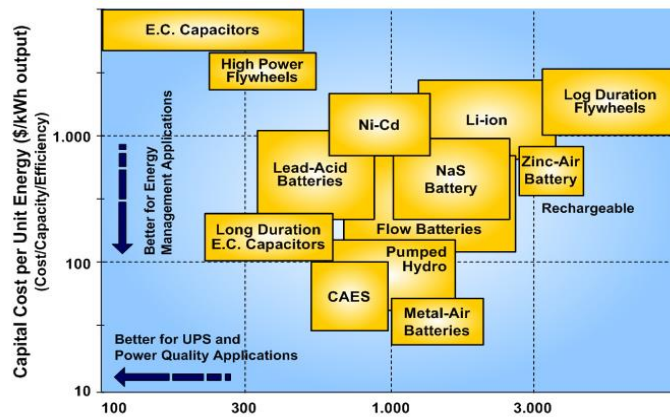 Capital Cost per Unit Energy ($/kWh output)
(Cost/Capacity/Efficiency)
1.000
100
10
Better for Energy
Management Applications
E.C. Capacitors
High Power
Flywheels
Log Duration
Flywheels
Ni-Cd
Li-ion
Lead-Acid
Batteries
NaS
Battery
Zinc-Air
Battery
Rechargeable
Long Duration
E.C. Capacitors
Flow Batteries
Pumped
Hydro
CAES
Metal-Air
Batteries
Better for UPS and
Power Quality Applications
100
300
1.000
3.000